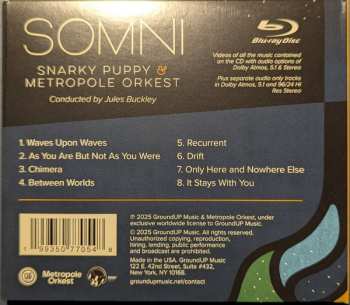 SOMNI
SNARKY PUPPY &
METROPOLE ORKEST
Conducted by Jules Buckley
Blu-ray Disc
Videos of all the music contained
on the CD with audio options of
Dolby Atmos, 5.1 & Stereo
Plus separate audio only tracks
in Dolby Atmos, 5.1 and 96/24 Hi
Res Stereo
1. Waves Upon Waves
2. As You Are But Not As You Were
3. Chimera
4. Between Worlds
5. Recurrent
6. Drift
7. Only Here and Nowhere Else
8. It Stays With You
1 99350 77054 8
Metropole
Orkest
℗ 2025 GroundUP Music & Metropole Orkest, under
exclusive worldwide license to GroundUP Music.
© 2025 GroundUP Music. All rights reserved.
Unauthorized copying, reproduction,
hiring, lending, public performance
and broadcasting prohibited.
Made in the USA. GroundUP Music
122 E. 42nd Street, Suite #432,
New York, NY 10168.
groundupmusic.net/contact